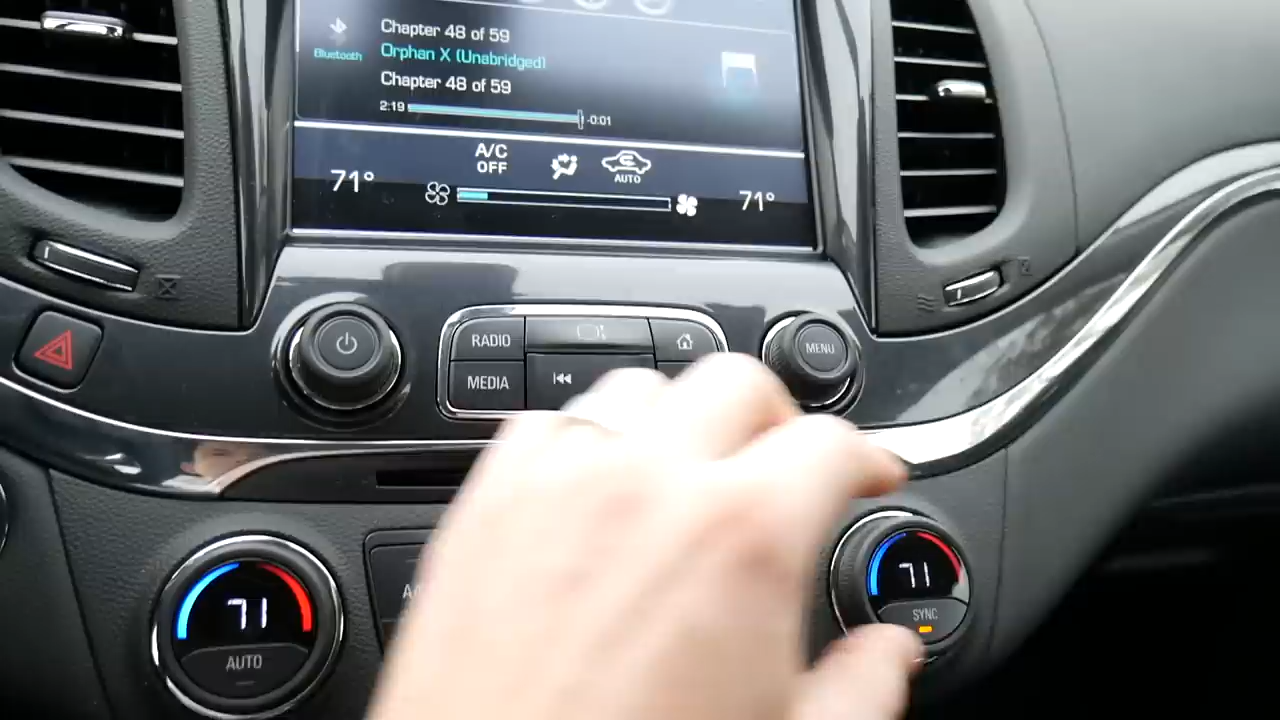 Chapter 48 of 59
Bluetooth
Orphan X (Unabridged)
Chapter 48 of 59
2:19
-0:01
A/C
OFF
AUTO
71°
71°
RADIO
MEDIA
MENU
71
AUTO
71
SYNC